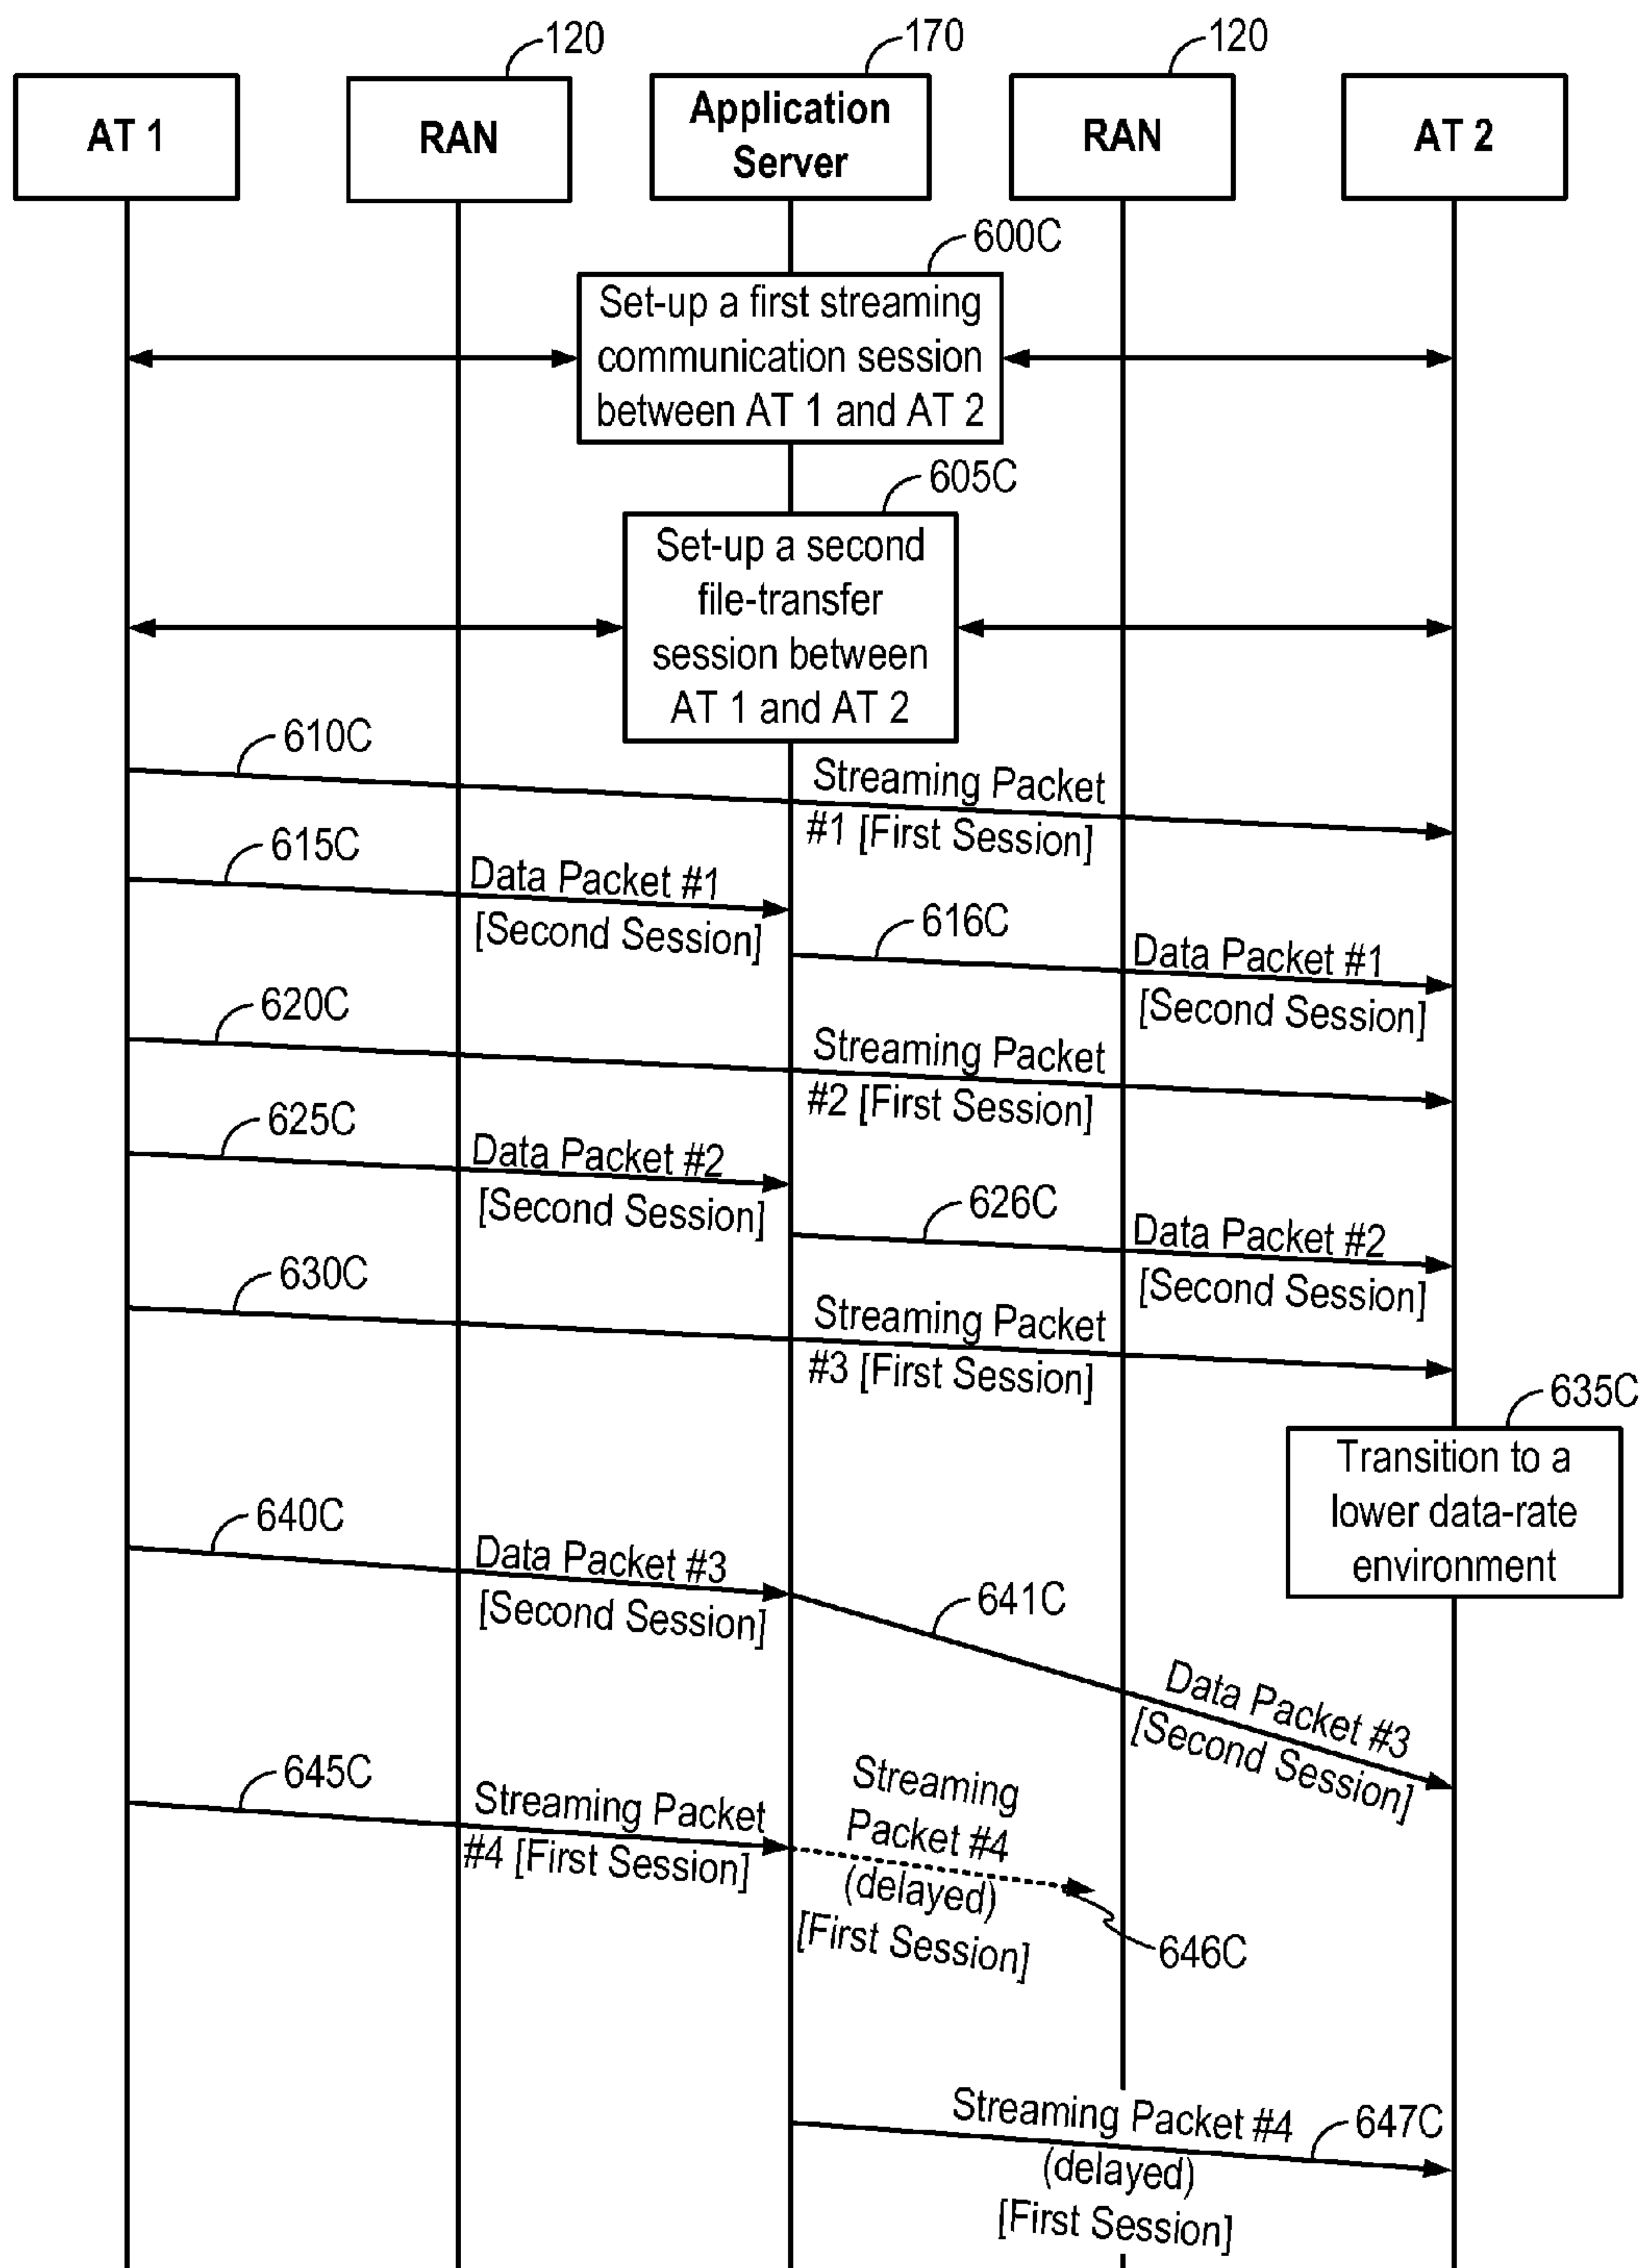 120
170
120
AT 1
RAN
Application
Server
RAN
AT 2
600C
Set-up a first streaming
communication session
between AT 1 and AT 2
605C
Set-up a second
file-transfer
session between
AT 1 and AT 2
610C
Streaming Packet
#1 [First Session]
615C
Data Packet #1
[Second Session]
616C
Data Packet #1
[Second Session]
620C
Streaming Packet
#2 [First Session]
625C
Data Packet #2
[Second Session]
626C
Data Packet #2
[Second Session]
630C
Streaming Packet
#3 [First Session]
635C
Transition to a
lower data-rate
environment
640C
Data Packet #3
[Second Session]
641C
Data Packet #3
[Second Session]
645C
Streaming Packet
#4 [First Session]
Streaming
Packet #4
(delayed)
[First Session]
646C
Streaming Packet #4
(delayed)
[First Session]
647C